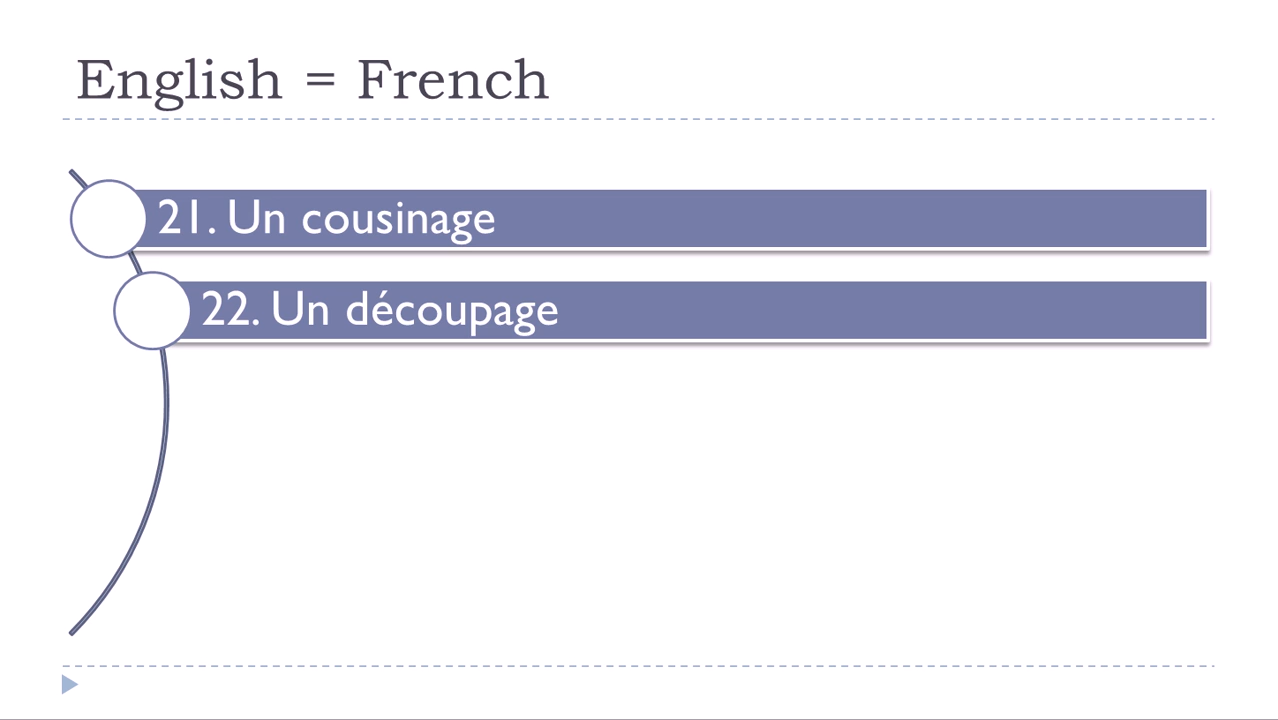 English = French
21. Un cousinage
22. Un découpage